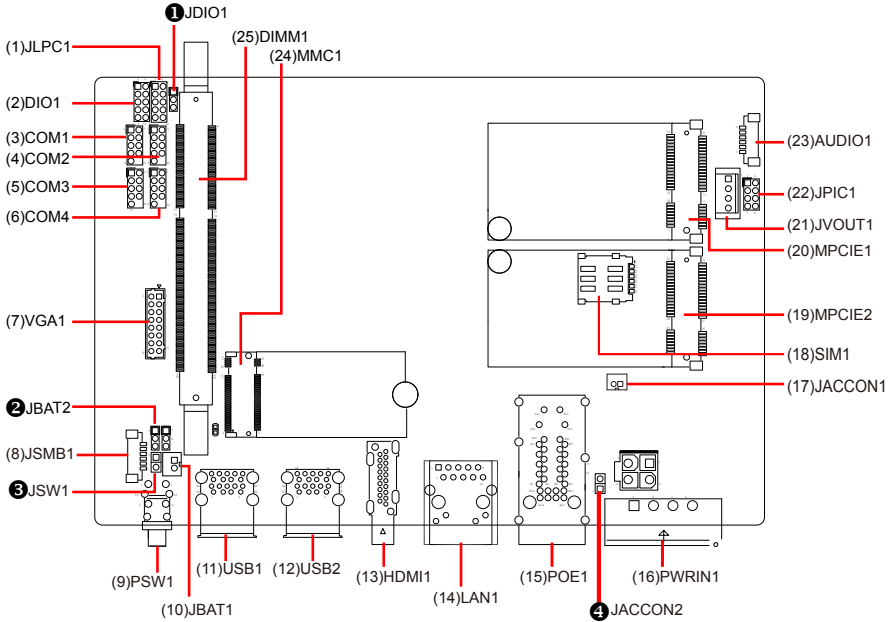 ❶JDIO1
(1)JLPC1
(25)DIMM1
(24)MMC1
(2)DIO1
(3)COM1
(4)COM2
(5)COM3
(6)COM4
(23)AUDIO1
(22)JPIC1
(21)JVOUT1
(20)MPCIE1
(7)VGA1
(19)MPCIE2
(18)SIM1
(17)JACCON1
❷JBAT2
(8)JSMB1
❸JSW1
(9)PSW1
(10)JBAT1
(11)USB1
(12)USB2
(13)HDMI1
(14)LAN1
(15)POE1
(16)PWRIN1
❹JACCON2